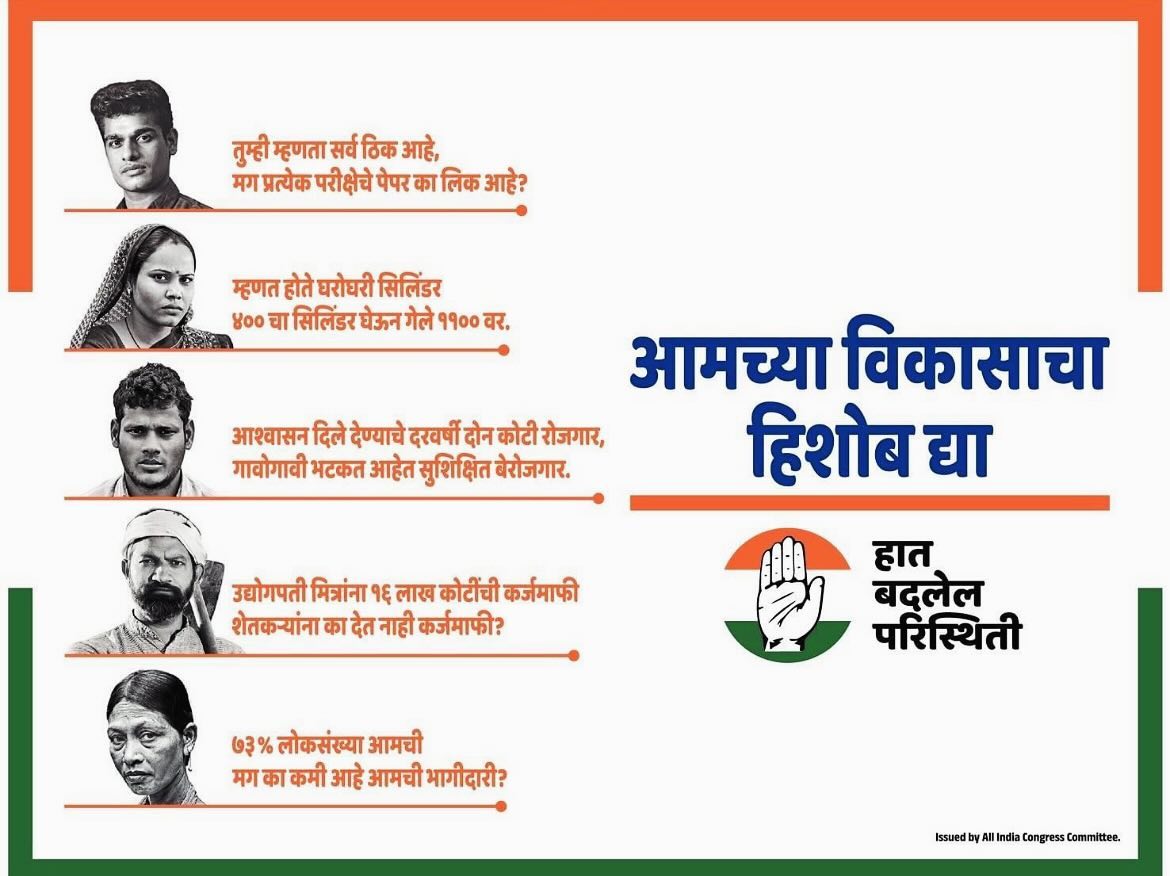 तुम्ही म्हणता सर्व ठिक आहे,
मग प्रत्येक परीक्षेचे पेपर का लिक आहे?
म्हणत होते घरोघरी सिलिंडर
४०० चा सिलिंडर घेऊन गेले ११०० वर.
आश्वासन दिले देण्याचे दरवर्षी दोन कोटी रोजगार,
गावोगावी भटकत आहेत सुशिक्षित बेरोजगार.
उद्योगपती मित्रांना १६ लाख कोटींची कर्जमाफी
शेतकऱ्यांना का देत नाही कर्जमाफी?
७३% लोकसंख्या आमची
मग का कमी आहे आमची भागीदारी?
आमच्या विकासाचा
हिशोब द्या
हात
बदलेल
परिस्थिती
Issued by All India Congress Committee.